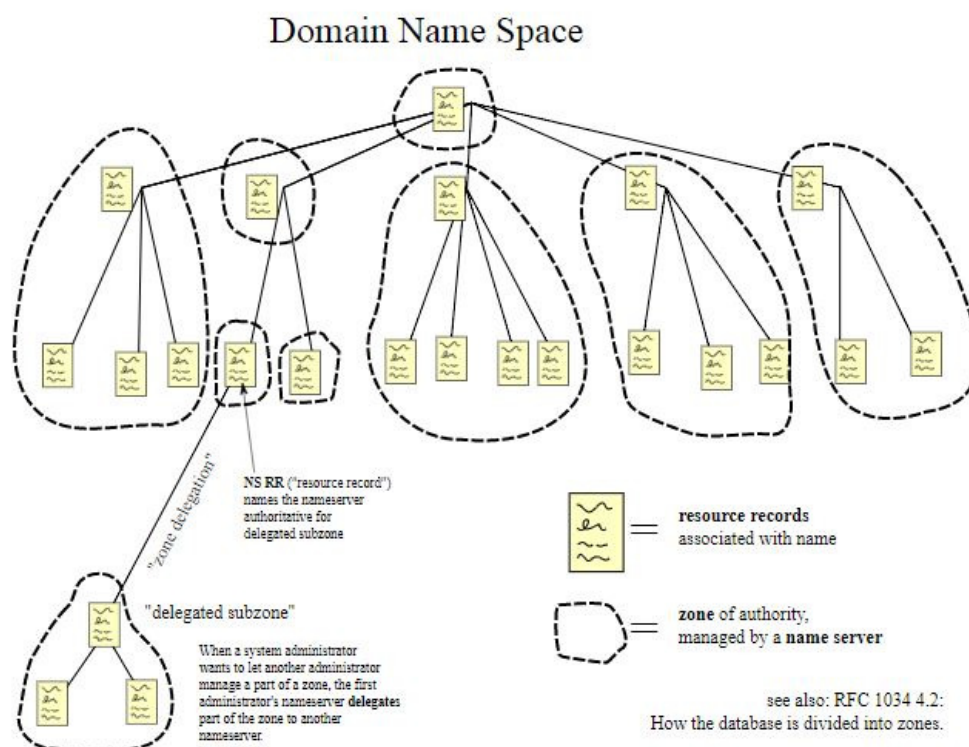 Domain Name Space
NS RR ("resource record")
names the nameserver
authoritative for
delegated subzone
"zone delegation"
resource records
associated with name
"delegated subzone"
zone of authority,
managed by a name server
When a system administrator
wants to let another administrator
manage a part of a zone, the first
administrator's nameserver delegates
part of the zone to another
nameserver.
see also: RFC 1034 4.2:
How the database is divided into zones.